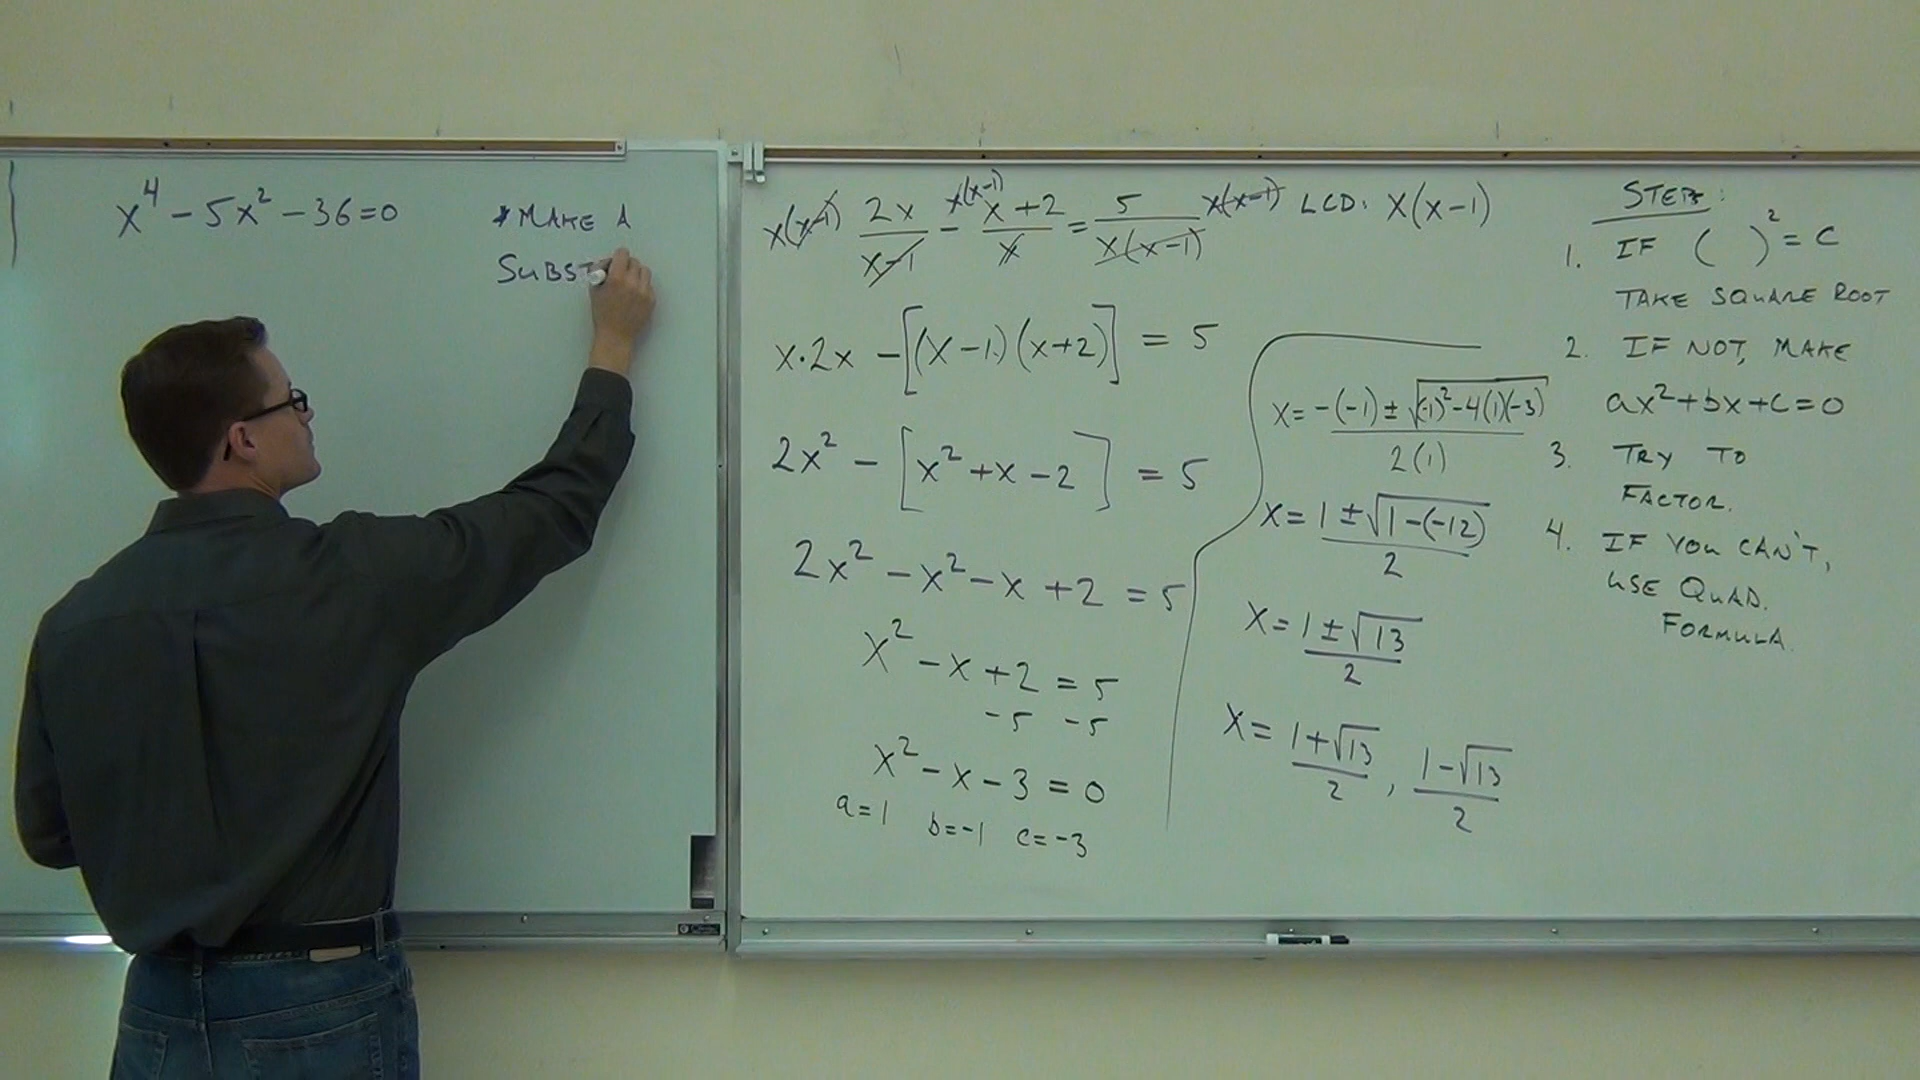 x⁴ - 5x² - 36 = 0
* MAKE A
SUBST
x(x-1) 2x/(x-1) - x(x-1) (x+2)/x = 5/(x(x-1)) x(x-1) LCD: x(x-1)
x·2x - [(x-1)(x+2)] = 5
2x² - [x² + x - 2] = 5
2x² - x² - x + 2 = 5
x² - x + 2 = 5
-5 -5
x² - x - 3 = 0
a=1 b=-1 c=-3
x = (-(-1) ± √((-1)² - 4(1)(-3)))/(2(1))
x = (1 ± √(1-(-12)))/2
x = (1 ± √13)/2
x = (1+√13)/2, (1-√13)/2
STEPS:
1. IF ( )² = C
TAKE SQUARE ROOT
2. IF NOT, MAKE
ax² + bx + c = 0
3. TRY TO
FACTOR.
4. IF YOU CAN'T,
USE QUAD.
FORMULA.